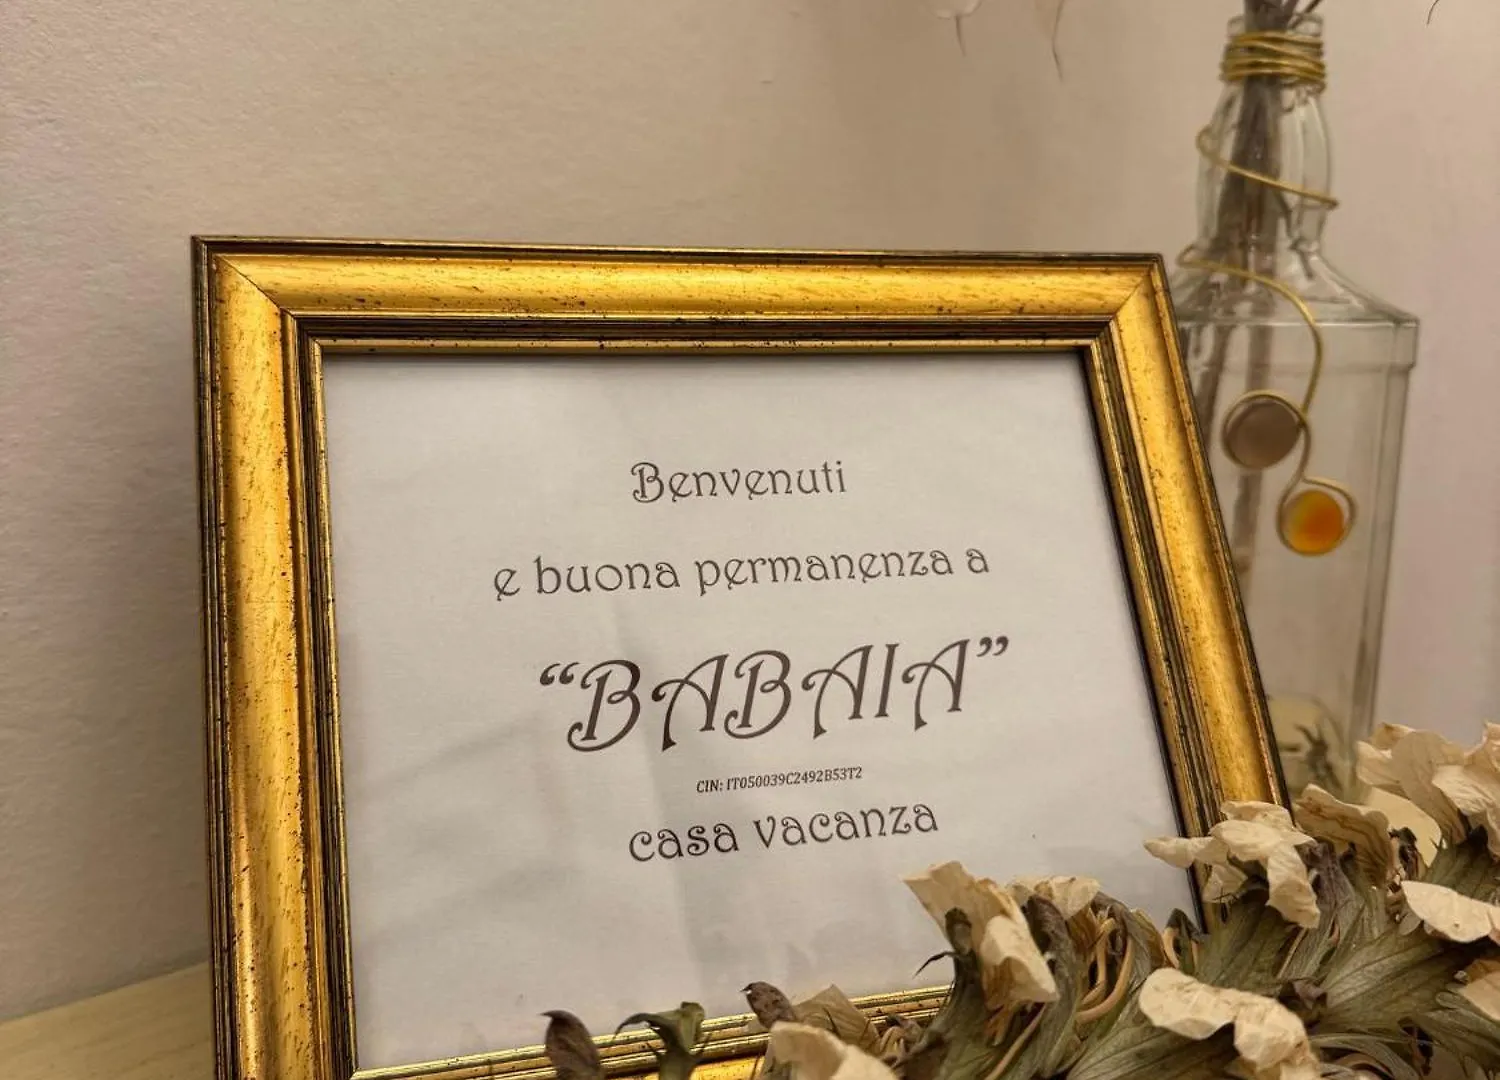 Benvenuti
e buona permanenza a
“BABAIA”
CIN: IT050039C2492B53T2
casa vacanza